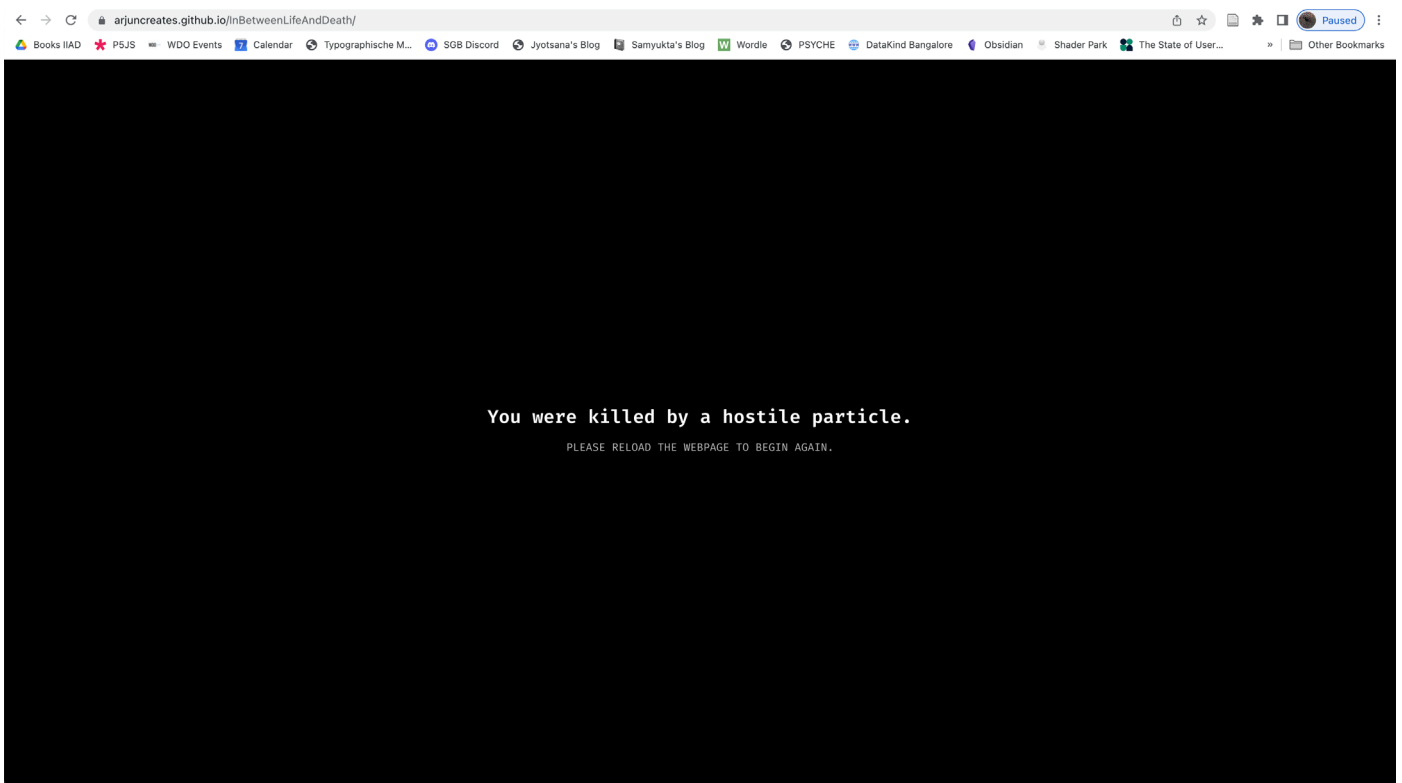 arjuncreates.github.io/InBetweenLifeAndDeath/ Paused
Books IIAD P5JS WDO Events 7 Calendar Typographische M... SGB Discord Jyotsana's Blog Samyukta's Blog W Wordle PSYCHE DataKind Bangalore Obsidian Shader Park The State of User... » Other Bookmarks
You were killed by a hostile particle.
PLEASE RELOAD THE WEBPAGE TO BEGIN AGAIN.